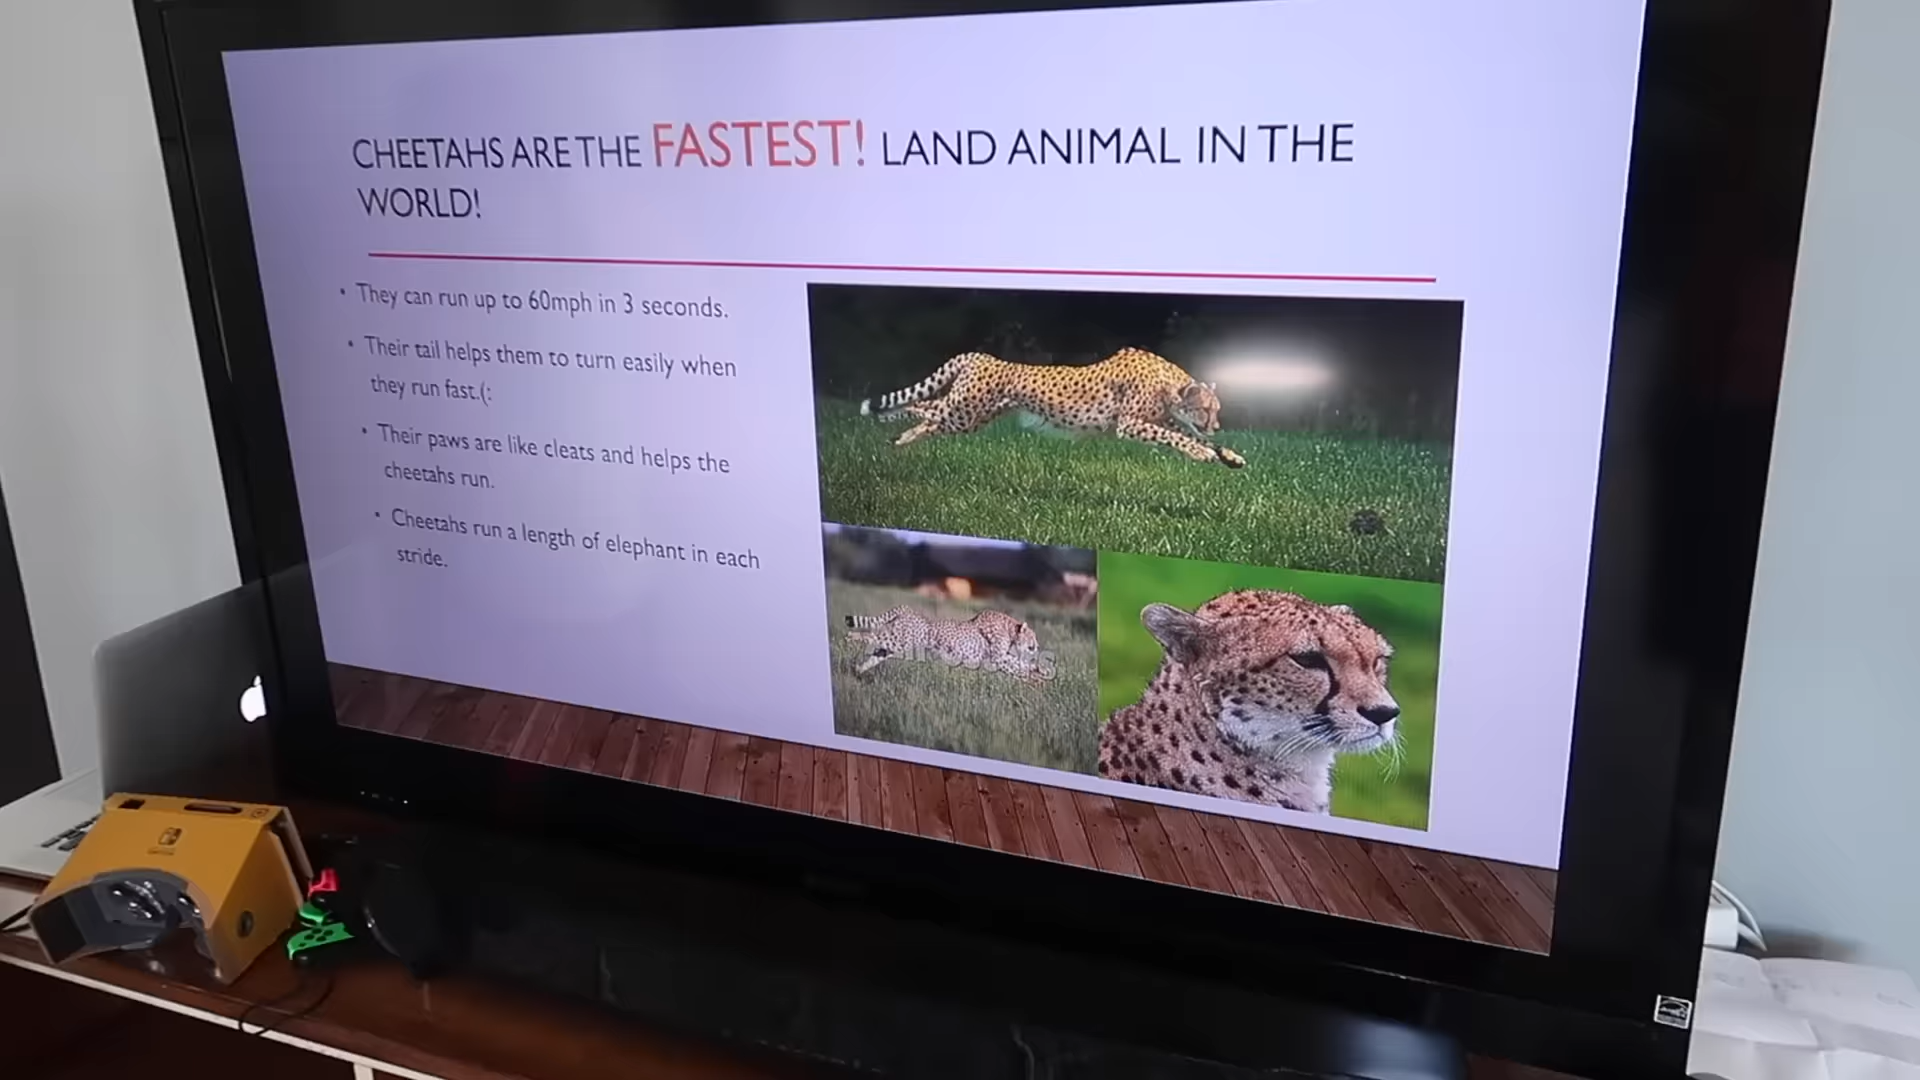 CHEETAHS ARE THE FASTEST! LAND ANIMAL IN THE
WORLD!
• They can run up to 60mph in 3 seconds.
• Their tail helps them to turn easily when
they run fast.(:
• Their paws are like cleats and helps the
cheetahs run.
• Cheetahs run a length of elephant in each
stride.